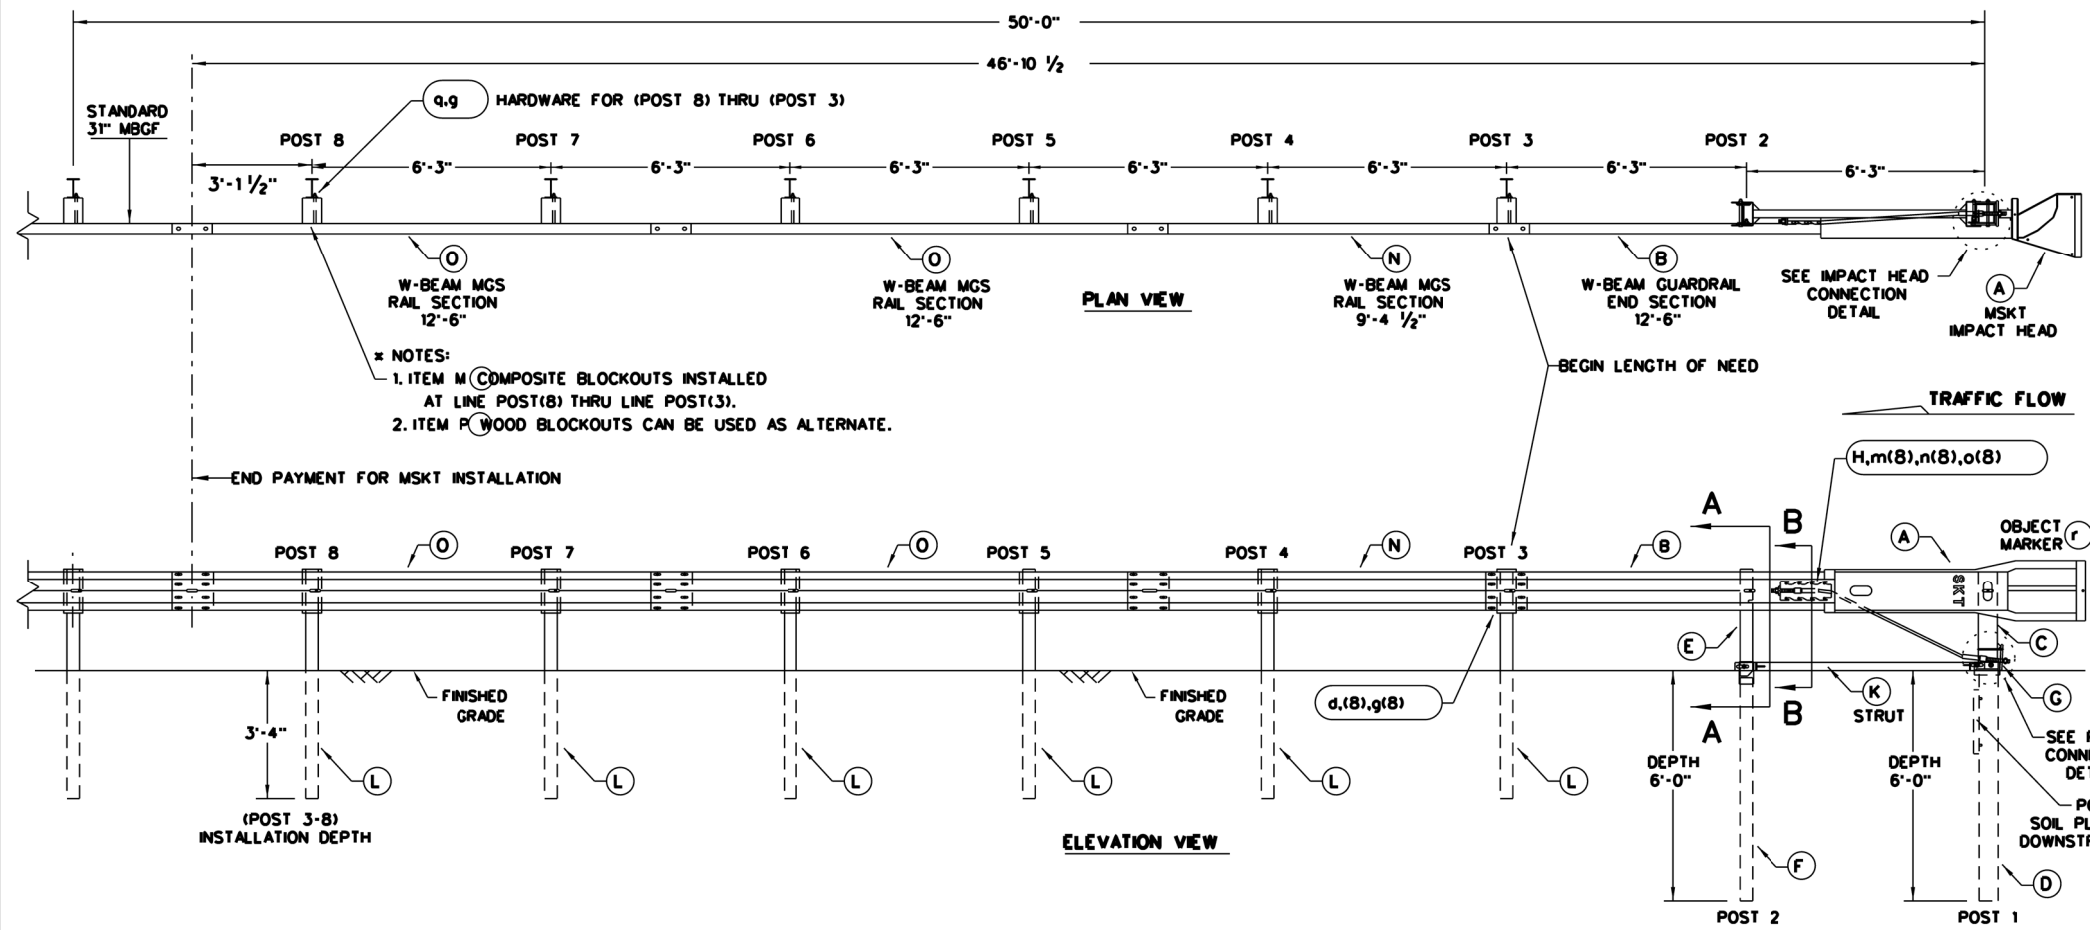 50'-0"
46'-10 1/2
q,g HARDWARE FOR (POST 8) THRU (POST 3)
STANDARD
31" MBGF
POST 8 POST 7 POST 6 POST 5 POST 4 POST 3 POST 2
3'-1 1/2" 6'-3" 6'-3" 6'-3" 6'-3" 6'-3" 6'-3" 6'-3"
O
W-BEAM MGS
RAIL SECTION
12'-6"
O
W-BEAM MGS
RAIL SECTION
12'-6"
PLAN VIEW
N
W-BEAM MGS
RAIL SECTION
9'-4 1/2"
B
W-BEAM GUARDRAIL
END SECTION
12'-6"
SEE IMPACT HEAD
CONNECTION
DETAIL
A
MSKT
IMPACT HEAD
* NOTES:
1. ITEM M COMPOSITE BLOCKOUTS INSTALLED
AT LINE POST(8) THRU LINE POST(3).
2. ITEM P WOOD BLOCKOUTS CAN BE USED AS ALTERNATE.
BEGIN LENGTH OF NEED
TRAFFIC FLOW
END PAYMENT FOR MSKT INSTALLATION
H,m(8),n(8),o(8)
A B
OBJECT
MARKER r
POST 8 O POST 7 POST 6 O POST 5 POST 4 N POST 3 B A
SKT
E C
FINISHED
GRADE
FINISHED
GRADE
d,(8),g(8)
K
STRUT
G
A B
3'-4"
L L L L L L
DEPTH
6'-0"
DEPTH
6'-0"
SEE
CONN
DE
SOIL PL
DOWNST
(POST 3-8)
INSTALLATION DEPTH
ELEVATION VIEW
F D
POST 2 POST 1